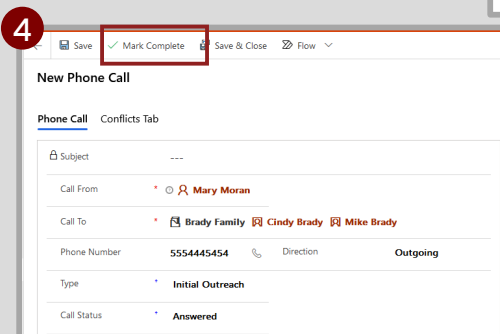 4
Save Mark Complete Save & Close Flow
New Phone Call
Phone Call Conflicts Tab
Subject ---
Call From * Mary Moran
Call To * Brady Family Cindy Brady Mike Brady
Phone Number 5554445454 Direction Outgoing
Type * Initial Outreach
Call Status * Answered